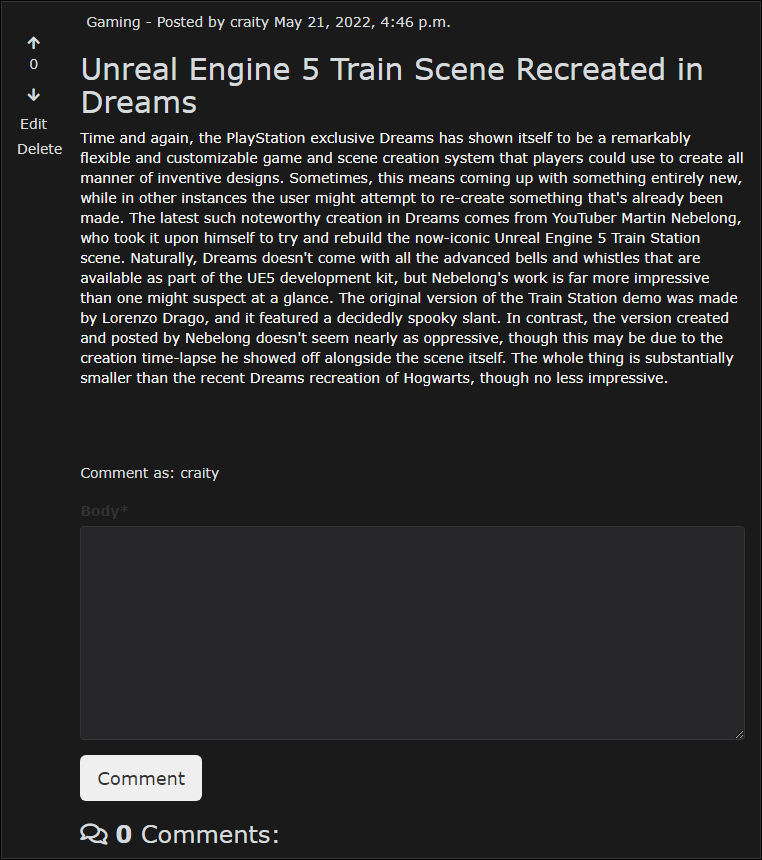 Gaming - Posted by craity May 21, 2022, 4:46 p.m.
0
Edit
Delete
Unreal Engine 5 Train Scene Recreated in
Dreams
Time and again, the PlayStation exclusive Dreams has shown itself to be a remarkably
flexible and customizable game and scene creation system that players could use to create all
manner of inventive designs. Sometimes, this means coming up with something entirely new,
while in other instances the user might attempt to re-create something that's already been
made. The latest such noteworthy creation in Dreams comes from YouTuber Martin Nebelong,
who took it upon himself to try and rebuild the now-iconic Unreal Engine 5 Train Station
scene. Naturally, Dreams doesn't come with all the advanced bells and whistles that are
available as part of the UE5 development kit, but Nebelong's work is far more impressive
than one might suspect at a glance. The original version of the Train Station demo was made
by Lorenzo Drago, and it featured a decidedly spooky slant. In contrast, the version created
and posted by Nebelong doesn't seem nearly as oppressive, though this may be due to the
creation time-lapse he showed off alongside the scene itself. The whole thing is substantially
smaller than the recent Dreams recreation of Hogwarts, though no less impressive.
Comment as: craity
Body*
Comment
0 Comments: